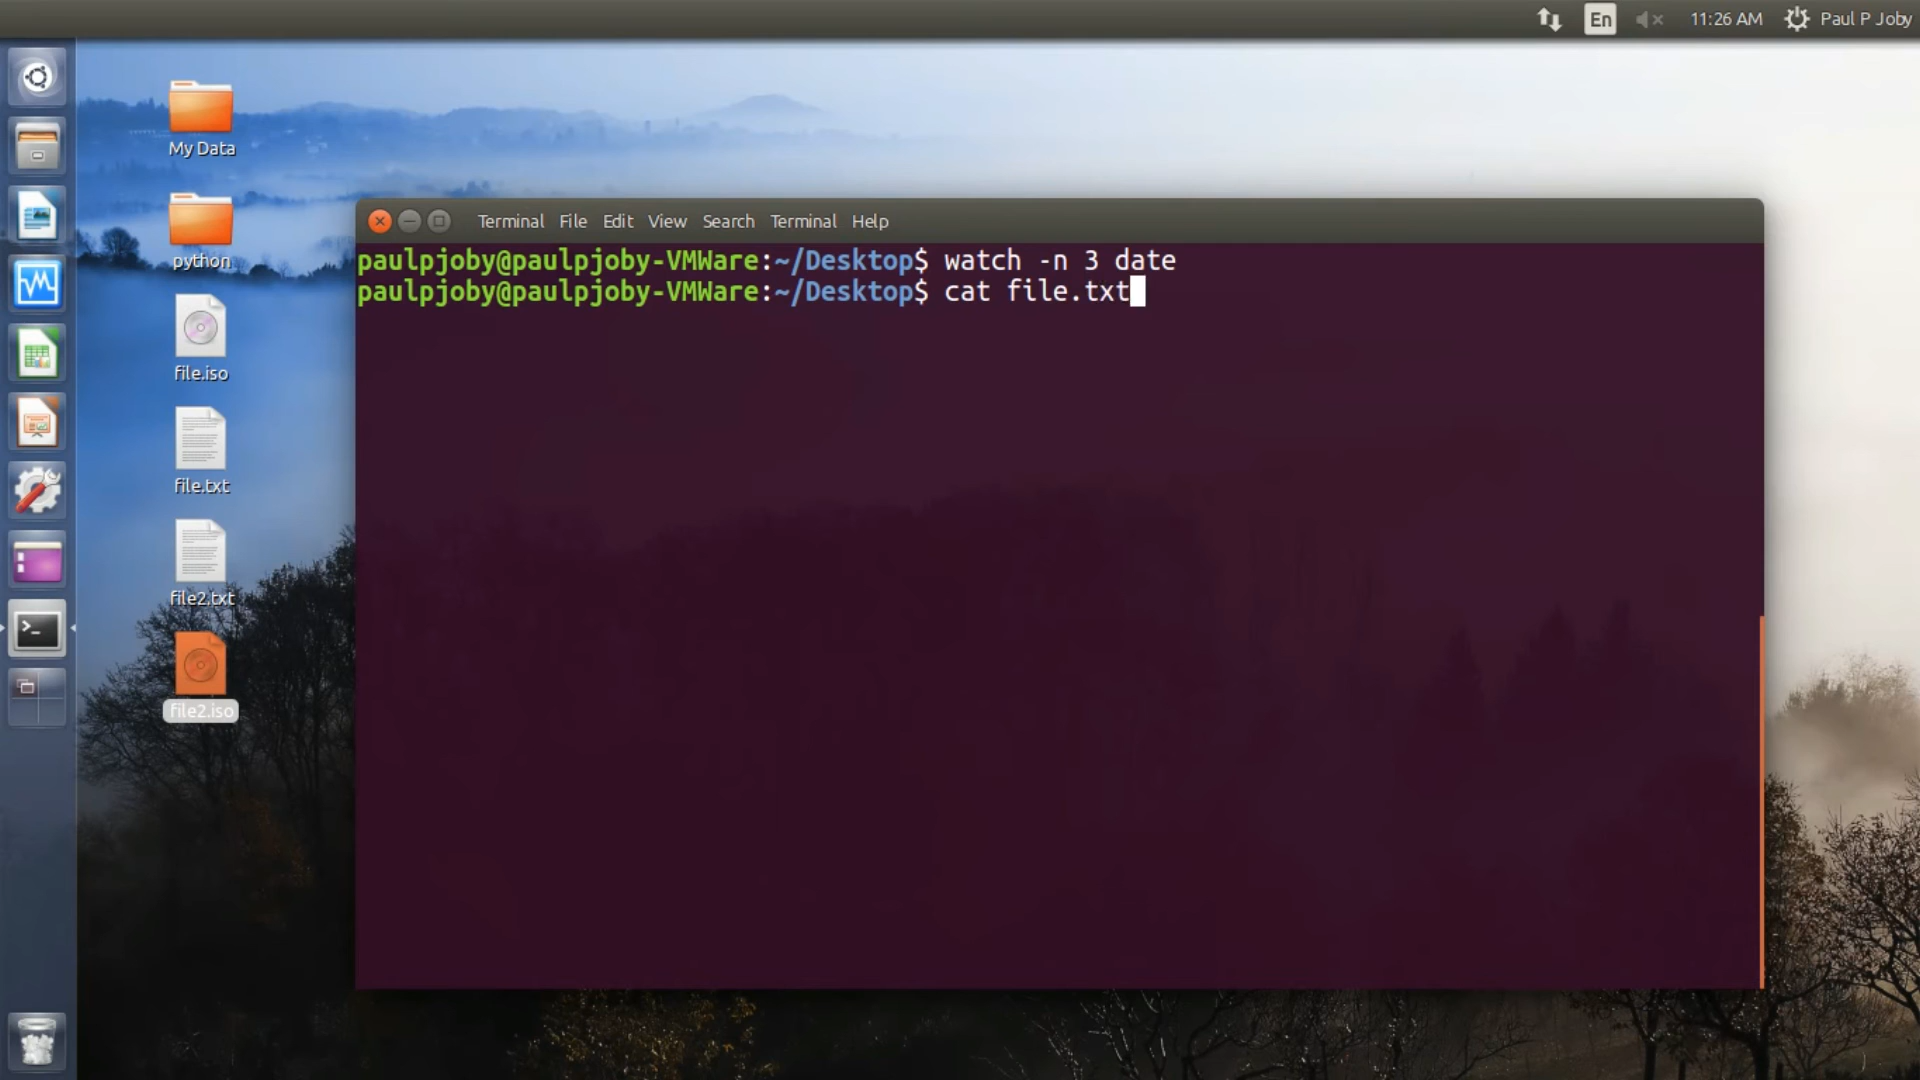 En
11:26 AM
Paul P Joby
My Data
python
file.iso
file.txt
file2.txt
file2.iso
Terminal File Edit View Search Terminal Help
paulpjoby@paulpjoby-VMWare:~/Desktop$ watch -n 3 date
paulpjoby@paulpjoby-VMWare:~/Desktop$ cat file.txt